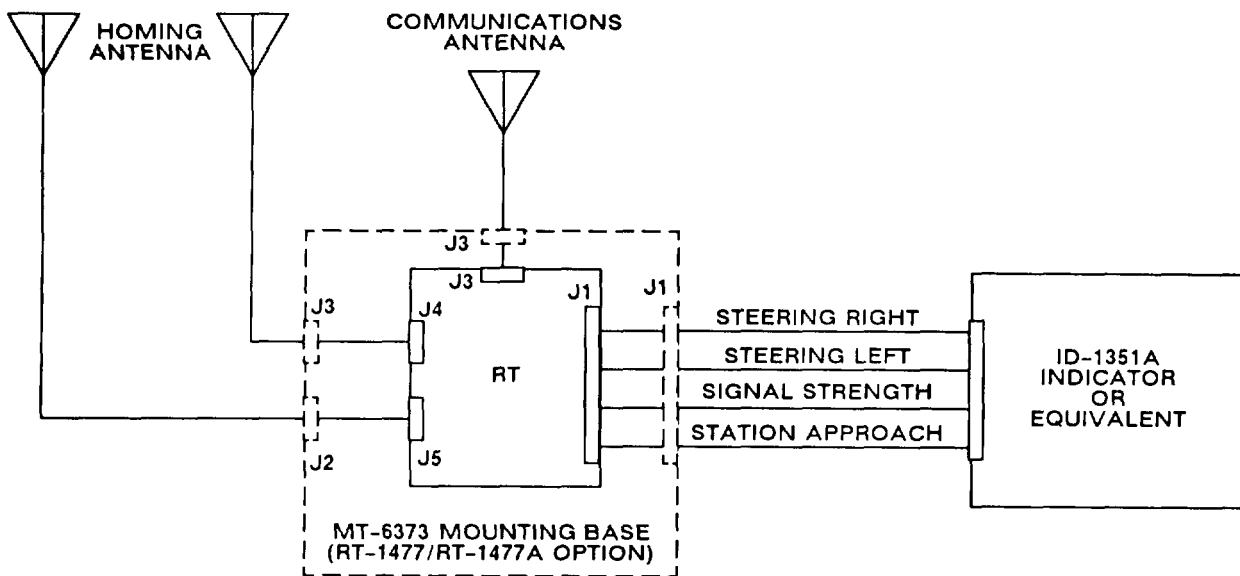 HOMING
ANTENNA
COMMUNICATIONS
ANTENNA
J3
J3
J1
J1
J3
J4
STEERING RIGHT
STEERING LEFT
SIGNAL STRENGTH
STATION APPROACH
RT
ID-1351A
INDICATOR
OR
EQUIVALENT
J2
J5
MT-6373 MOUNTING BASE
(RT-1477/RT-1477A OPTION)